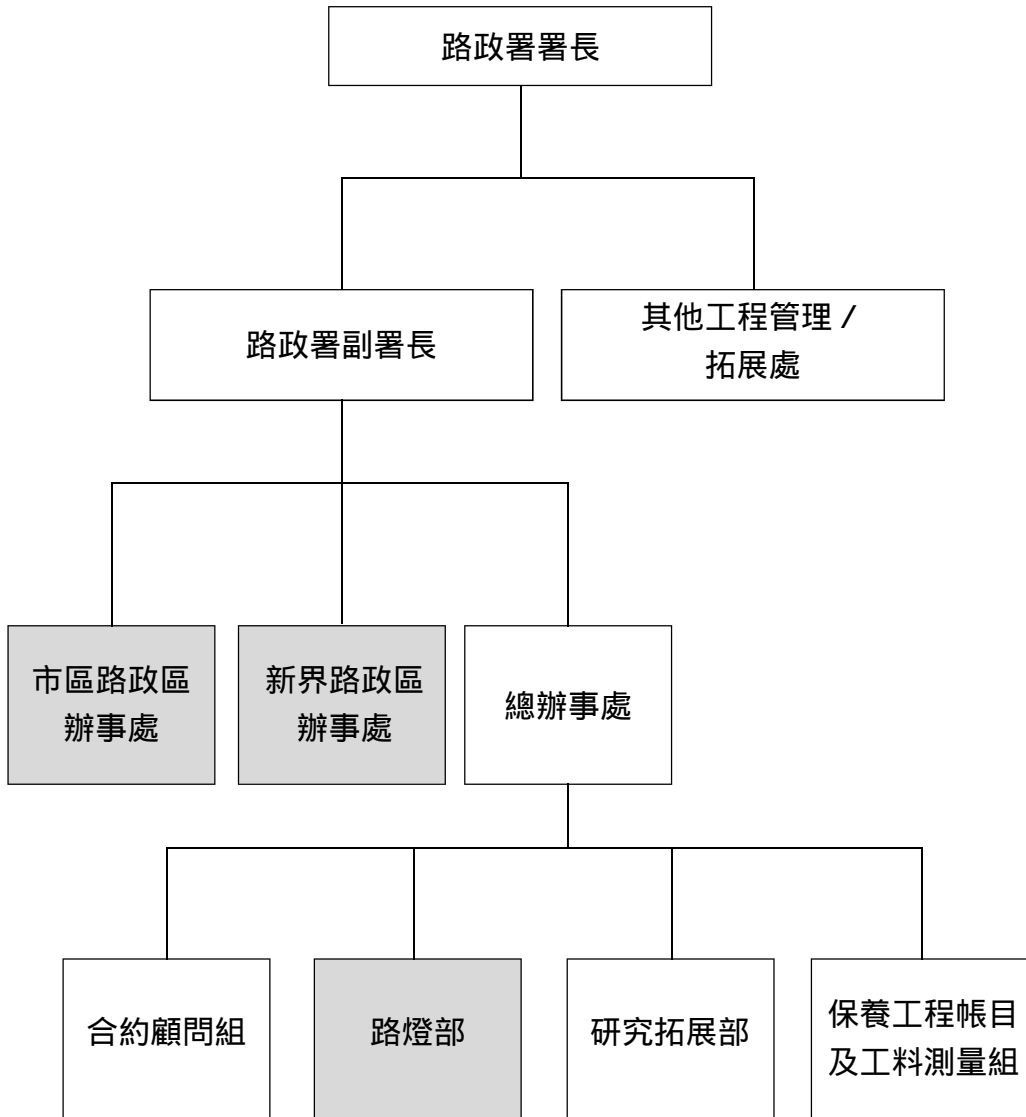 路政署署長
路政署副署長
其他工程管理 /
拓展處
市區路政區
辦事處
新界路政區
辦事處
總辦事處
合約顧問組
路燈部
研究拓展部
保養工程帳目
及工料測量組